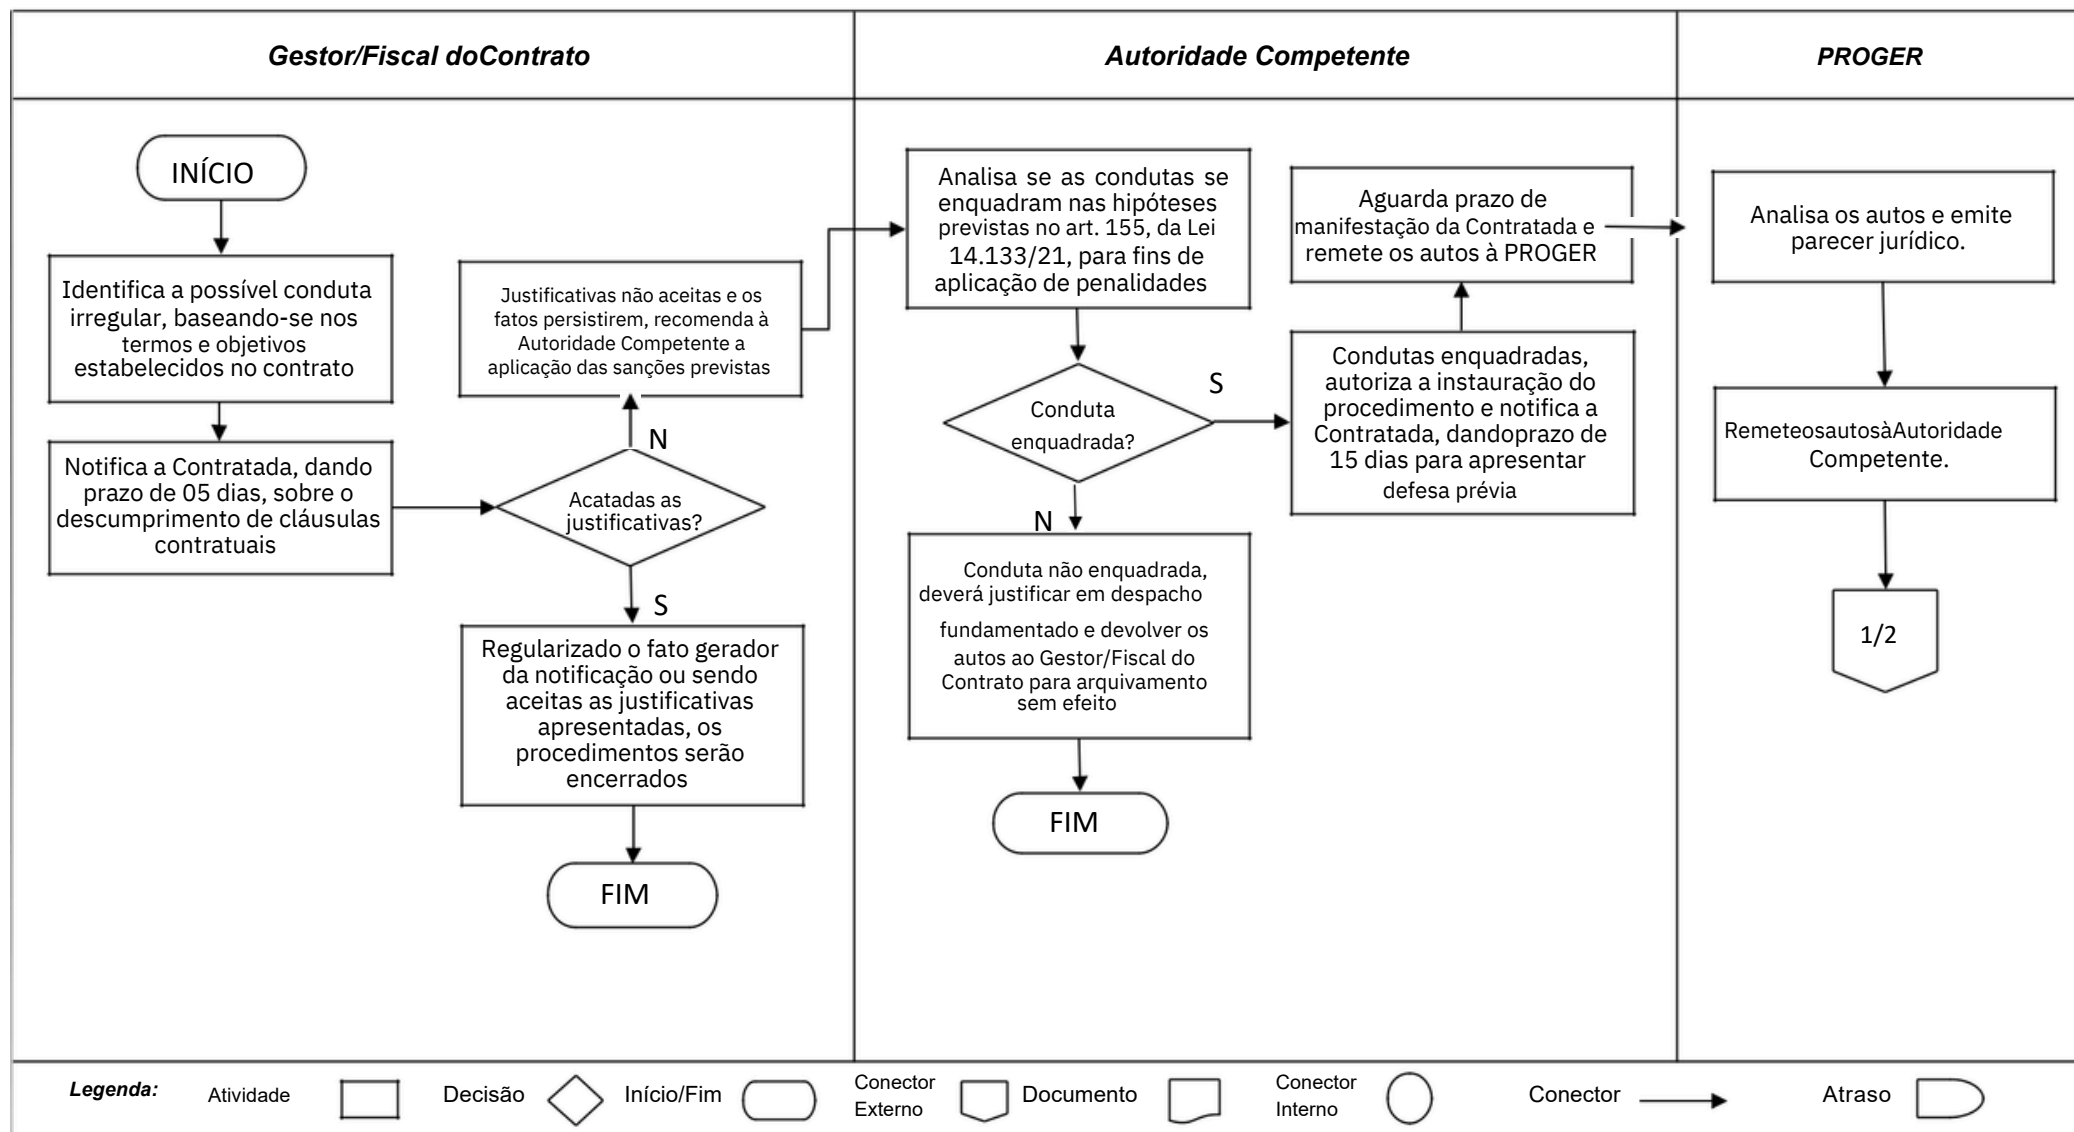 Gestor/Fiscal doContrato
Autoridade Competente
PROGER
INÍCIO
Identifica a possível conduta
irregular, baseando-se nos
termos e objetivos
estabelecidos no contrato
Notifica a Contratada, dando
prazo de 05 dias, sobre o
descumprimento de cláusulas
contratuais
Justificativas não aceitas e os
fatos persistirem, recomenda à
Autoridade Competente a
aplicação das sanções previstas
N
Acatadas as
justificativas?
S
Regularizado o fato gerador
da notificação ou sendo
aceitas as justificativas
apresentadas, os
procedimentos serão
encerrados
FIM
Analisa se as condutas se
enquadram nas hipóteses
previstas no art. 155, da Lei
14.133/21, para fins de
aplicação de penalidades
Conduta
enquadrada?
S
N
Conduta não enquadrada,
deverá justificar em despacho
fundamentado e devolver os
autos ao Gestor/Fiscal do
Contrato para arquivamento
sem efeito
FIM
Condutas enquadradas,
autoriza a instauração do
procedimento e notifica a
Contratada, dandoprazo de
15 dias para apresentar
defesa prévia
Aguarda prazo de
manifestação da Contratada e
remete os autos à PROGER
Analisa os autos e emite
parecer jurídico.
RemeteosautosàAutoridade
Competente.
1/2
Legenda:
Atividade
Decisão
Início/Fim
Conector
Externo
Documento
Conector
Interno
Conector
Atraso